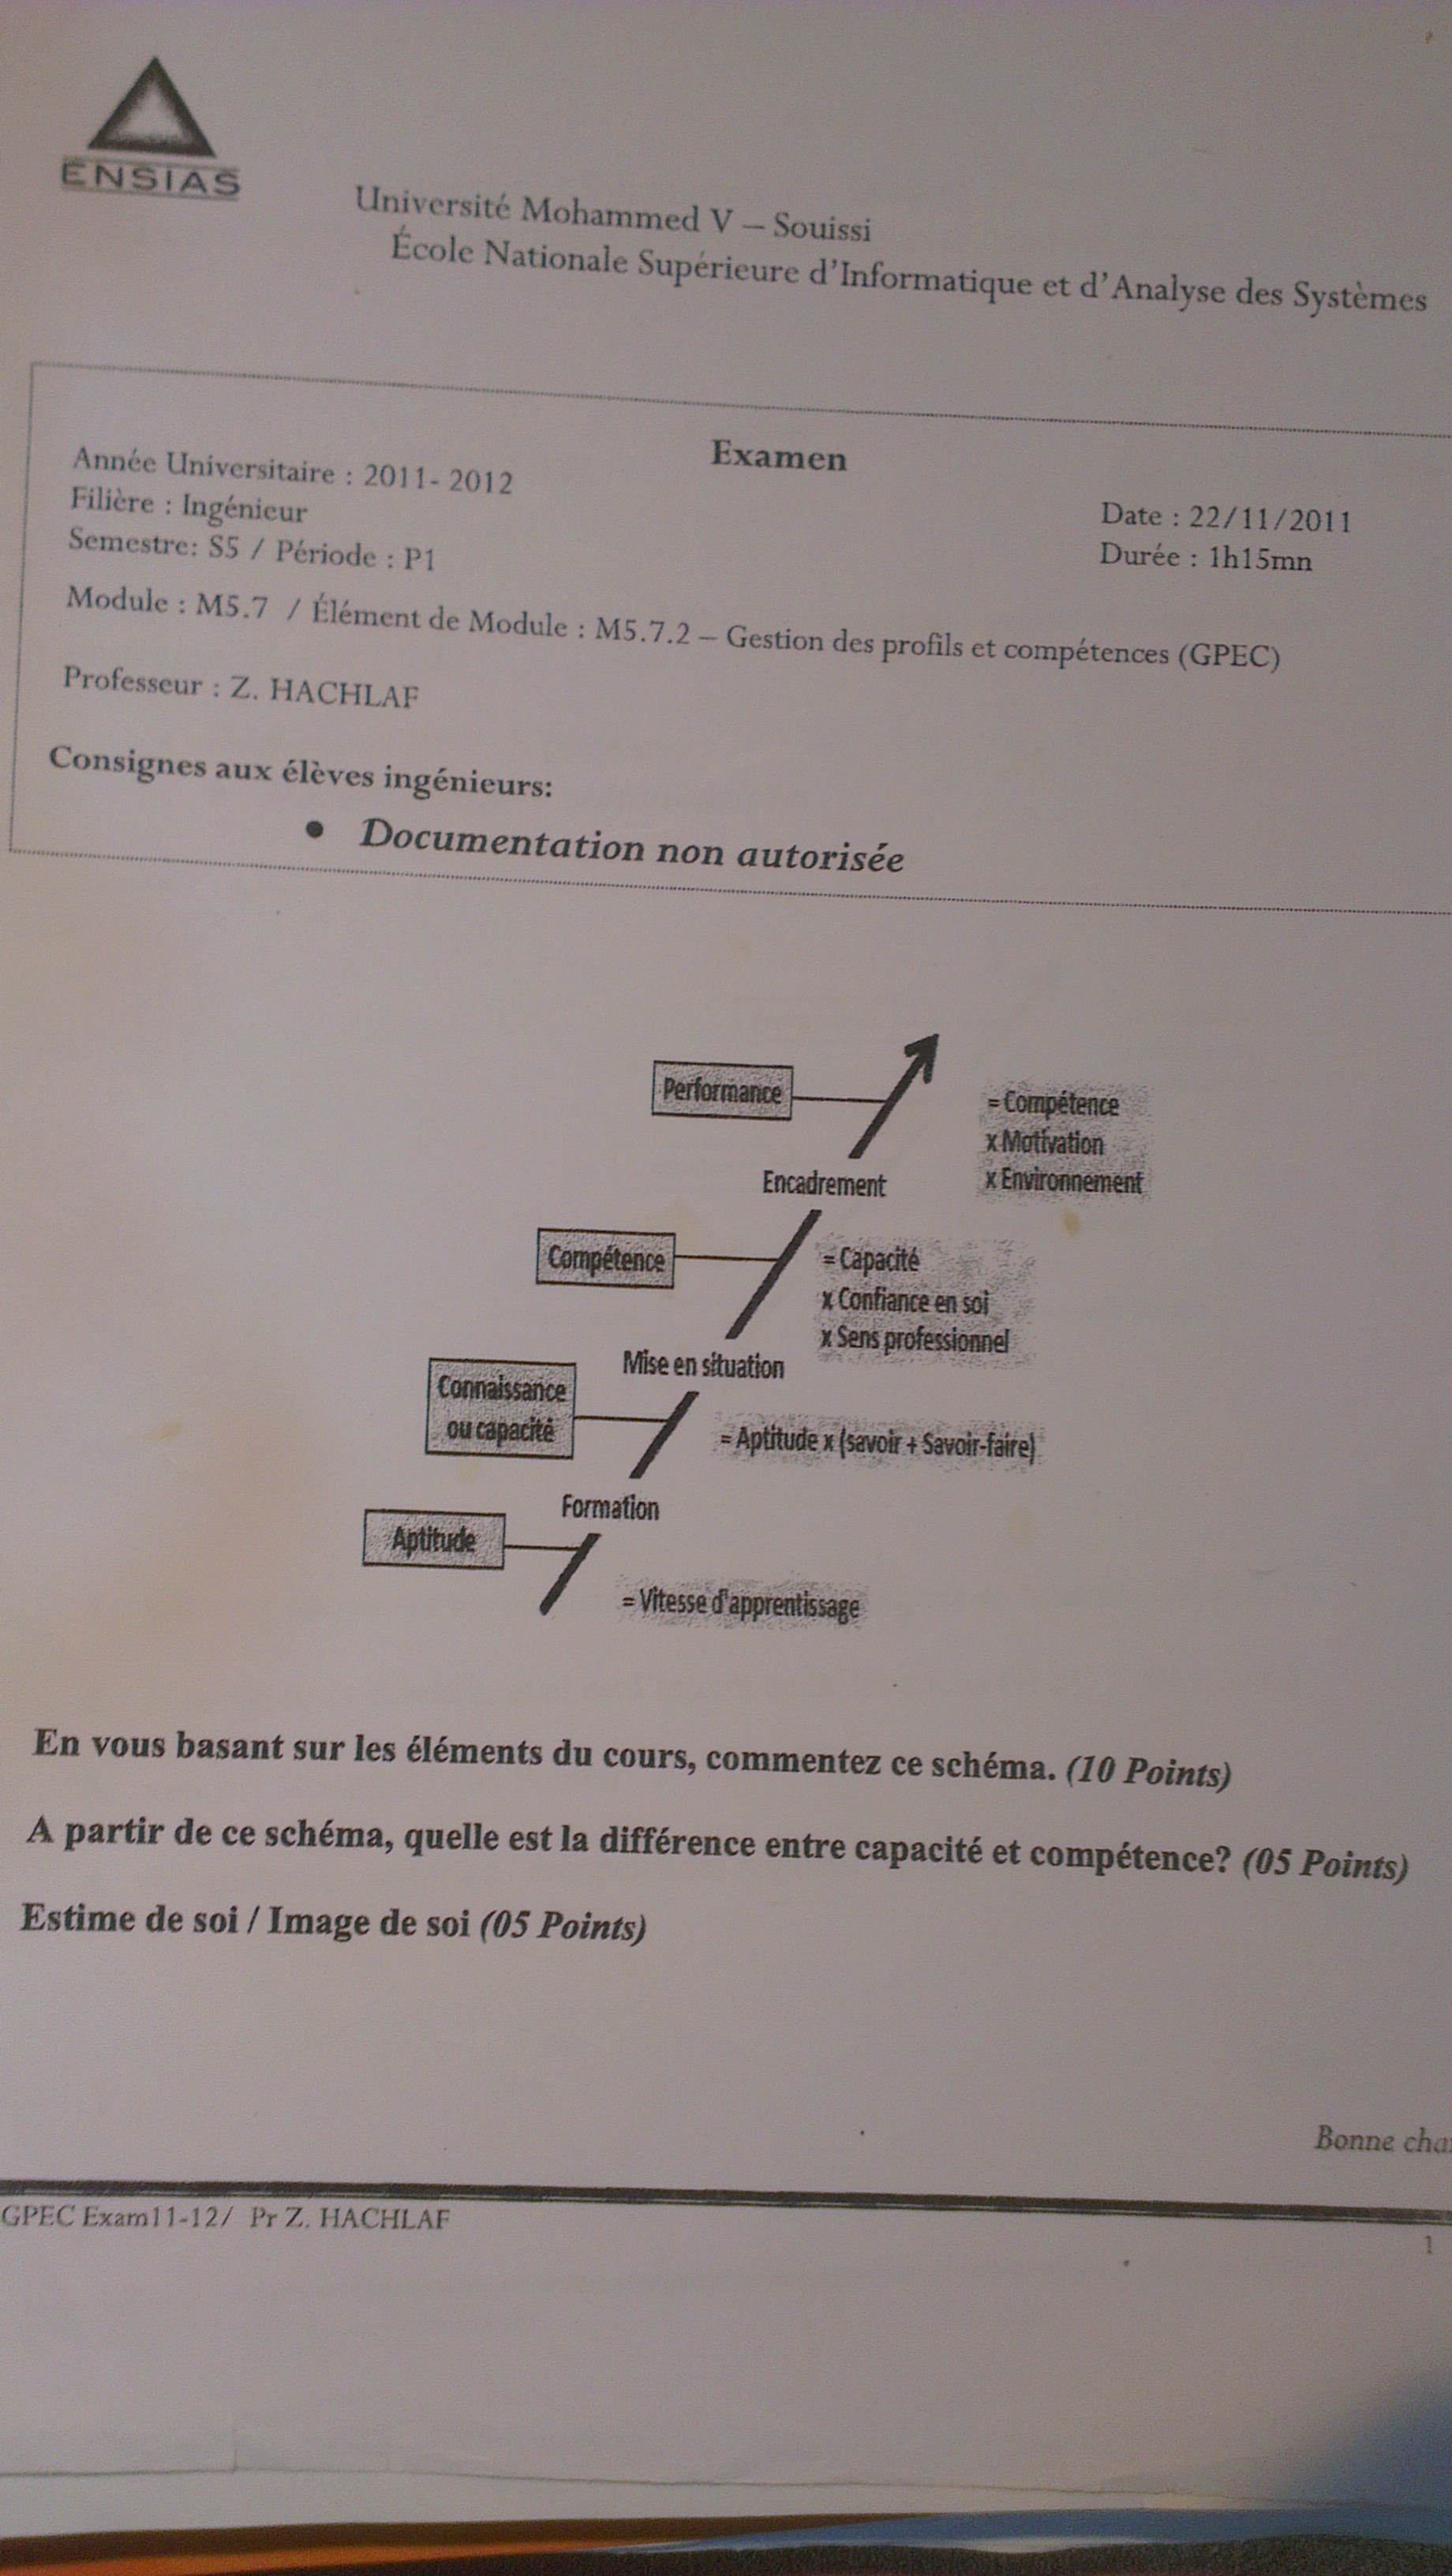 ENSIAS
Université Mohammed V – Souissi
École Nationale Supérieure d'Informatique et d'Analyse des Systèmes
Examen
Année Universitaire : 2011- 2012
Filière : Ingénieur
Semestre: S5 / Période : P1
Date : 22/11/2011
Durée : 1h15mn
Module : M5.7 / Élément de Module : M5.7.2 – Gestion des profils et compétences (GPEC)
Professeur : Z. HACHLAF
Consignes aux élèves ingénieurs:
• Documentation non autorisée
Performance
= Compétence
x Motivation
x Environnement
Encadrement
Compétence
= Capacité
x Confiance en soi
x Sens professionnel
Mise en situation
Connaissance
ou capacité
= Aptitude x (savoir + Savoir-faire)
Formation
Aptitude
= Vitesse d'apprentissage
En vous basant sur les éléments du cours, commentez ce schéma. (10 Points)
A partir de ce schéma, quelle est la différence entre capacité et compétence? (05 Points)
Estime de soi / Image de soi (05 Points)
Bonne
GPEC Exam11-12/ Pr Z. HACHLAF
1